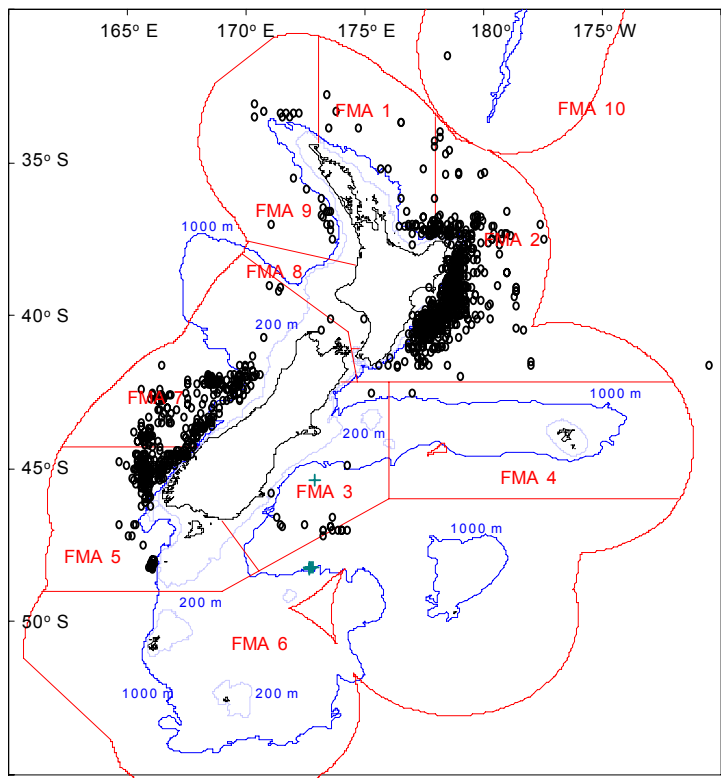 165° E 170° E 175° E 180° 175° W
FMA 1
FMA 10
35° S
FMA 9
1000 m
FMA 2
FMA 8
40° S
200 m
FMA 7
1000 m
200 m
45° S
FMA 3
FMA 4
FMA 5
1000 m
200 m
50° S
FMA 6
1000 m
200 m